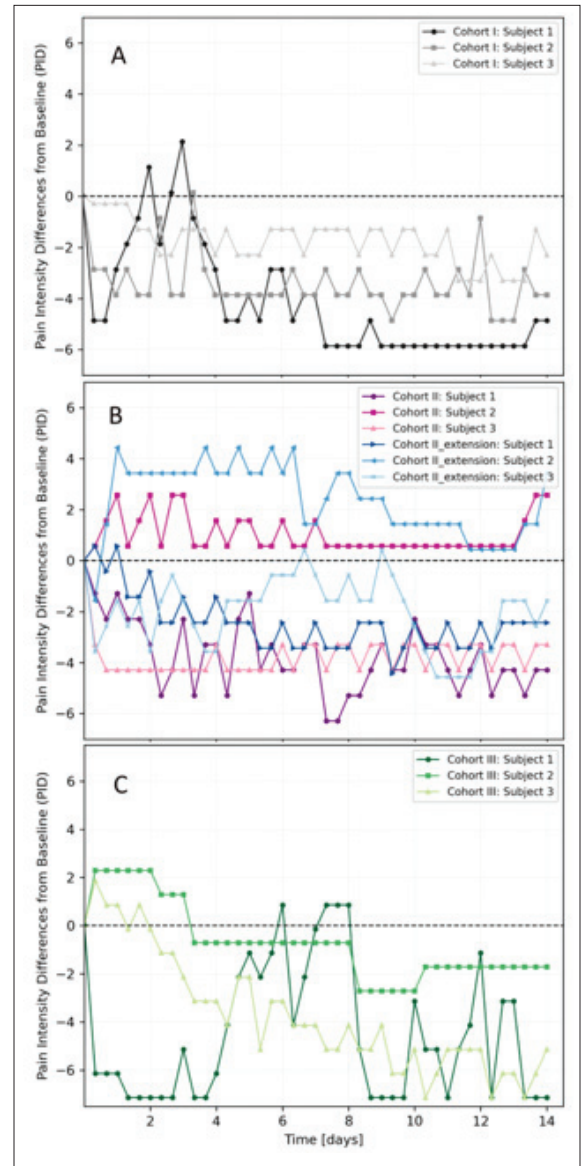 A
Cohort I: Subject 1
Cohort I: Subject 2
Cohort I: Subject 3
Pain Intensity Differences from Baseline (PID)
6
4
2
0
−2
−4
−6
B
Cohort II: Subject 1
Cohort II: Subject 2
Cohort II: Subject 3
Cohort II_extension: Subject 1
Cohort II_extension: Subject 2
Cohort II_extension: Subject 3
Pain Intensity Differences from Baseline (PID)
6
4
2
0
−2
−4
−6
C
Cohort III: Subject 1
Cohort III: Subject 2
Cohort III: Subject 3
Pain Intensity Differences from Baseline (PID)
6
4
2
0
−2
−4
−6
2 4 6 8 10 12 14
Time [days]